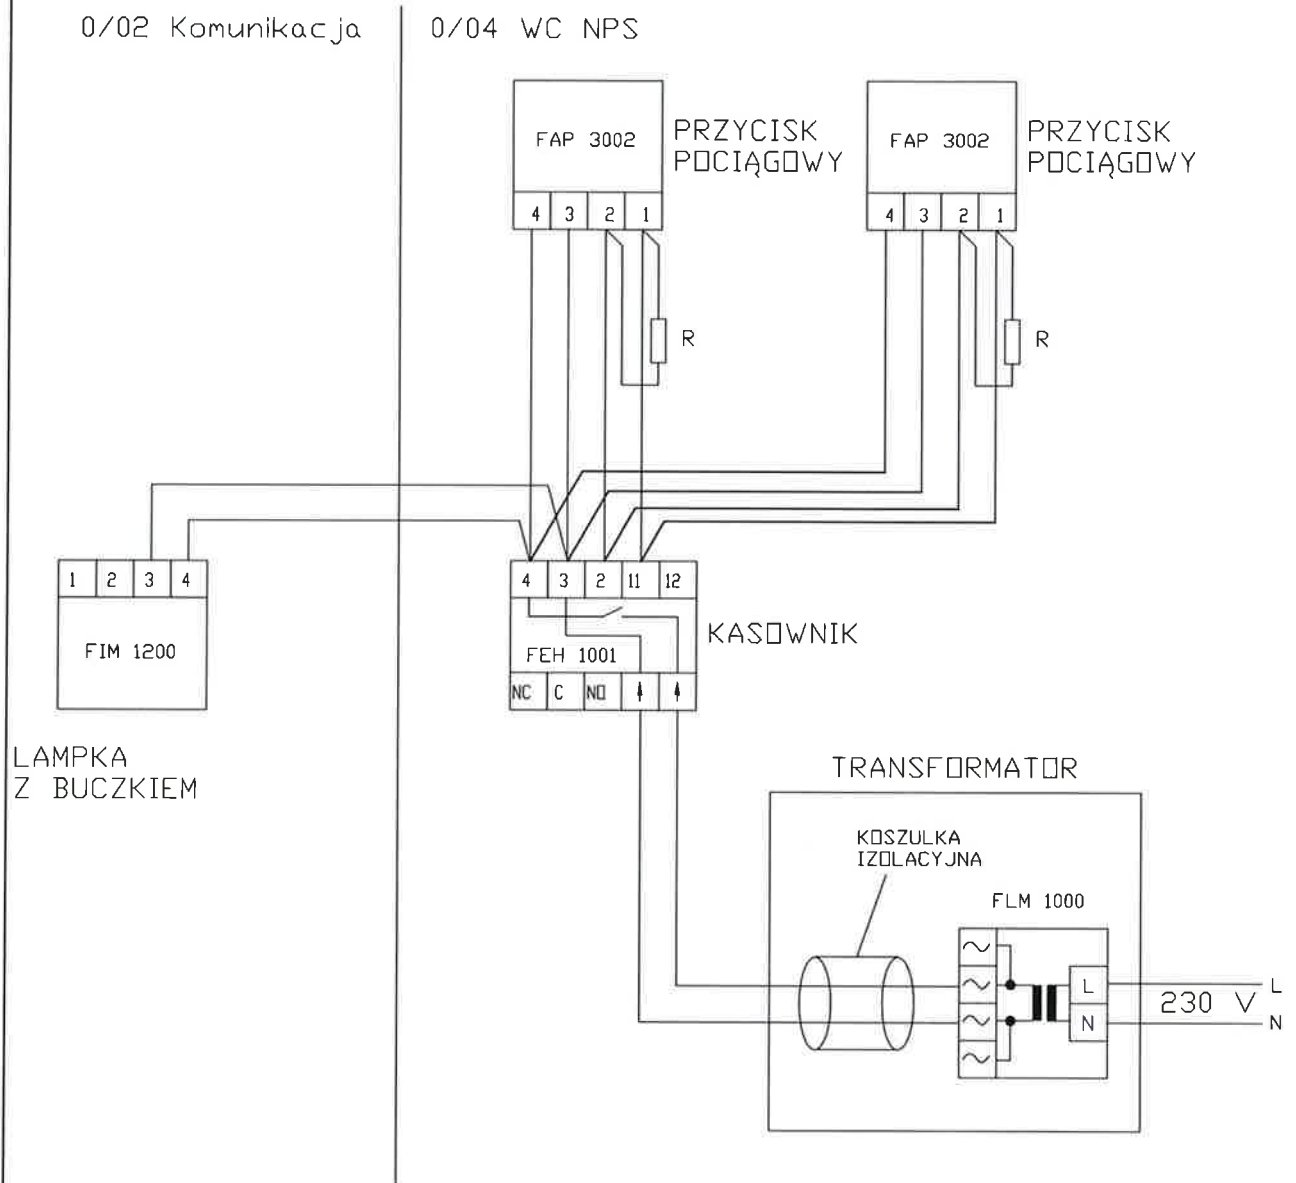 0/02 Komunikacja
0/04 WC NPS
FAP 3002
PRZYCISK
POCIĄGOWY
4 3 2 1
R
FAP 3002
PRZYCISK
POCIĄGOWY
4 3 2 1
R
1 2 3 4
FIM 1200
LAMPKA
Z BUCZKIEM
4 3 2 11 12
FEH 1001
NC C NO
KASOWNIK
TRANSFORMATOR
KOSZULKA
IZOLACYJNA
FLM 1000
L
N
230 V
L
N